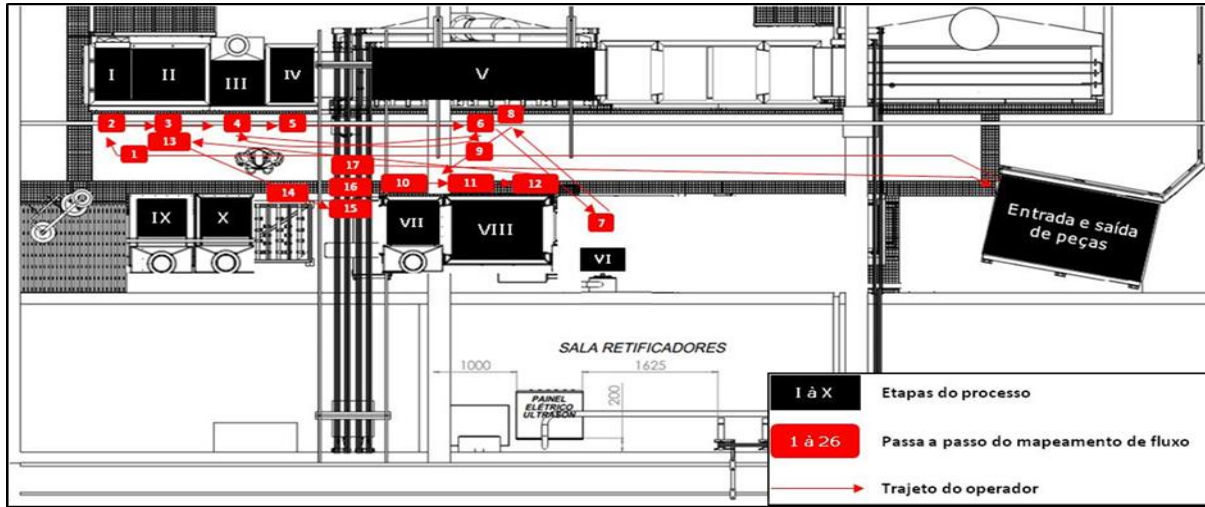 I
II
III
IV
V
8
2
3
4
5
6
13
1
9
17
14
16
10
11
12
15
7
IX
X
VII
VIII
VI
Entrada e saída
de peças
SALA RETIFICADORES
1000
1625
PAINEL
ELÉTRICO
ULTRASON
200
I à X
Etapas do processo
1 à 26
Passa a passo do mapeamento de fluxo
Trajeto do operador